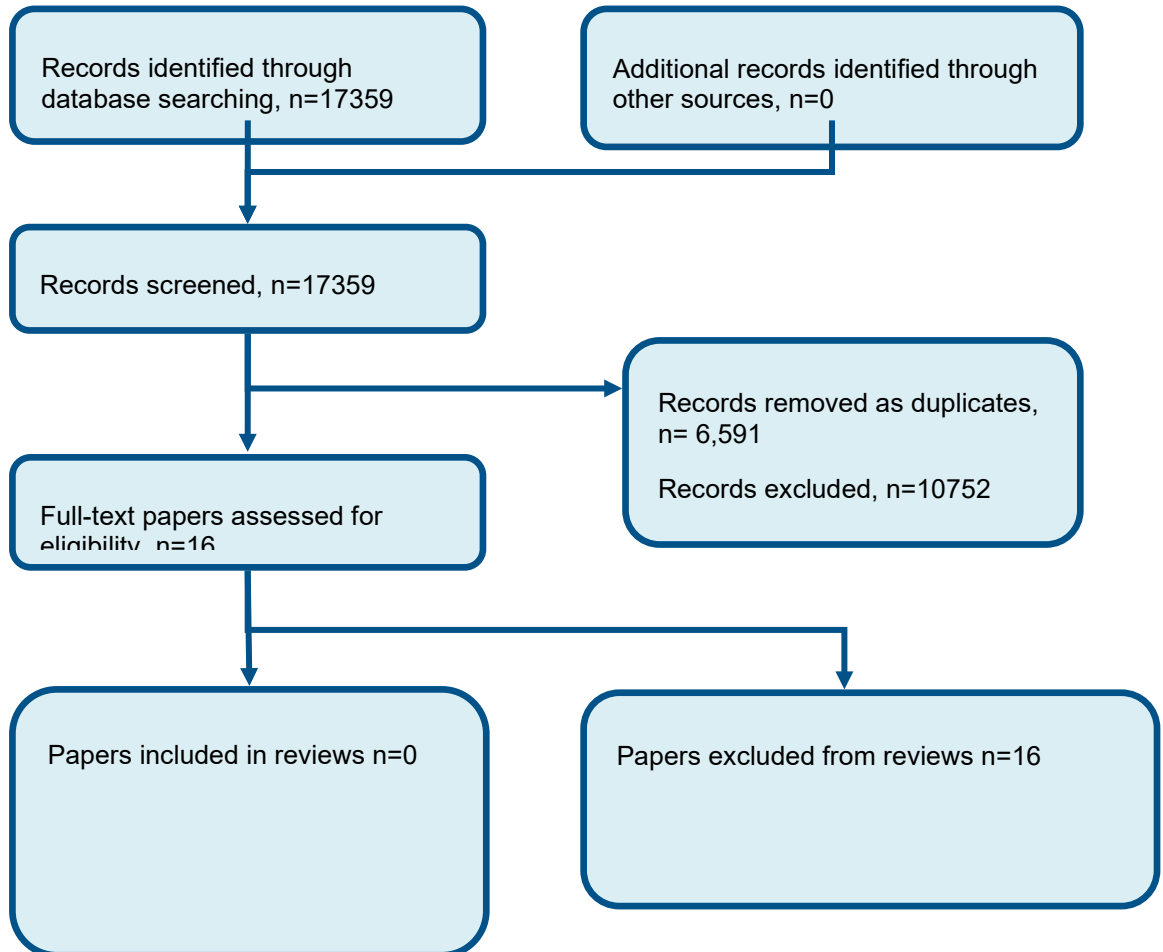 Records identified through
database searching, n=17359
Additional records identified through
other sources, n=0
Records screened, n=17359
Records removed as duplicates,
n= 6,591
Records excluded, n=10752
Full-text papers assessed for
eligibility, n=16
Papers included in reviews n=0
Papers excluded from reviews n=16